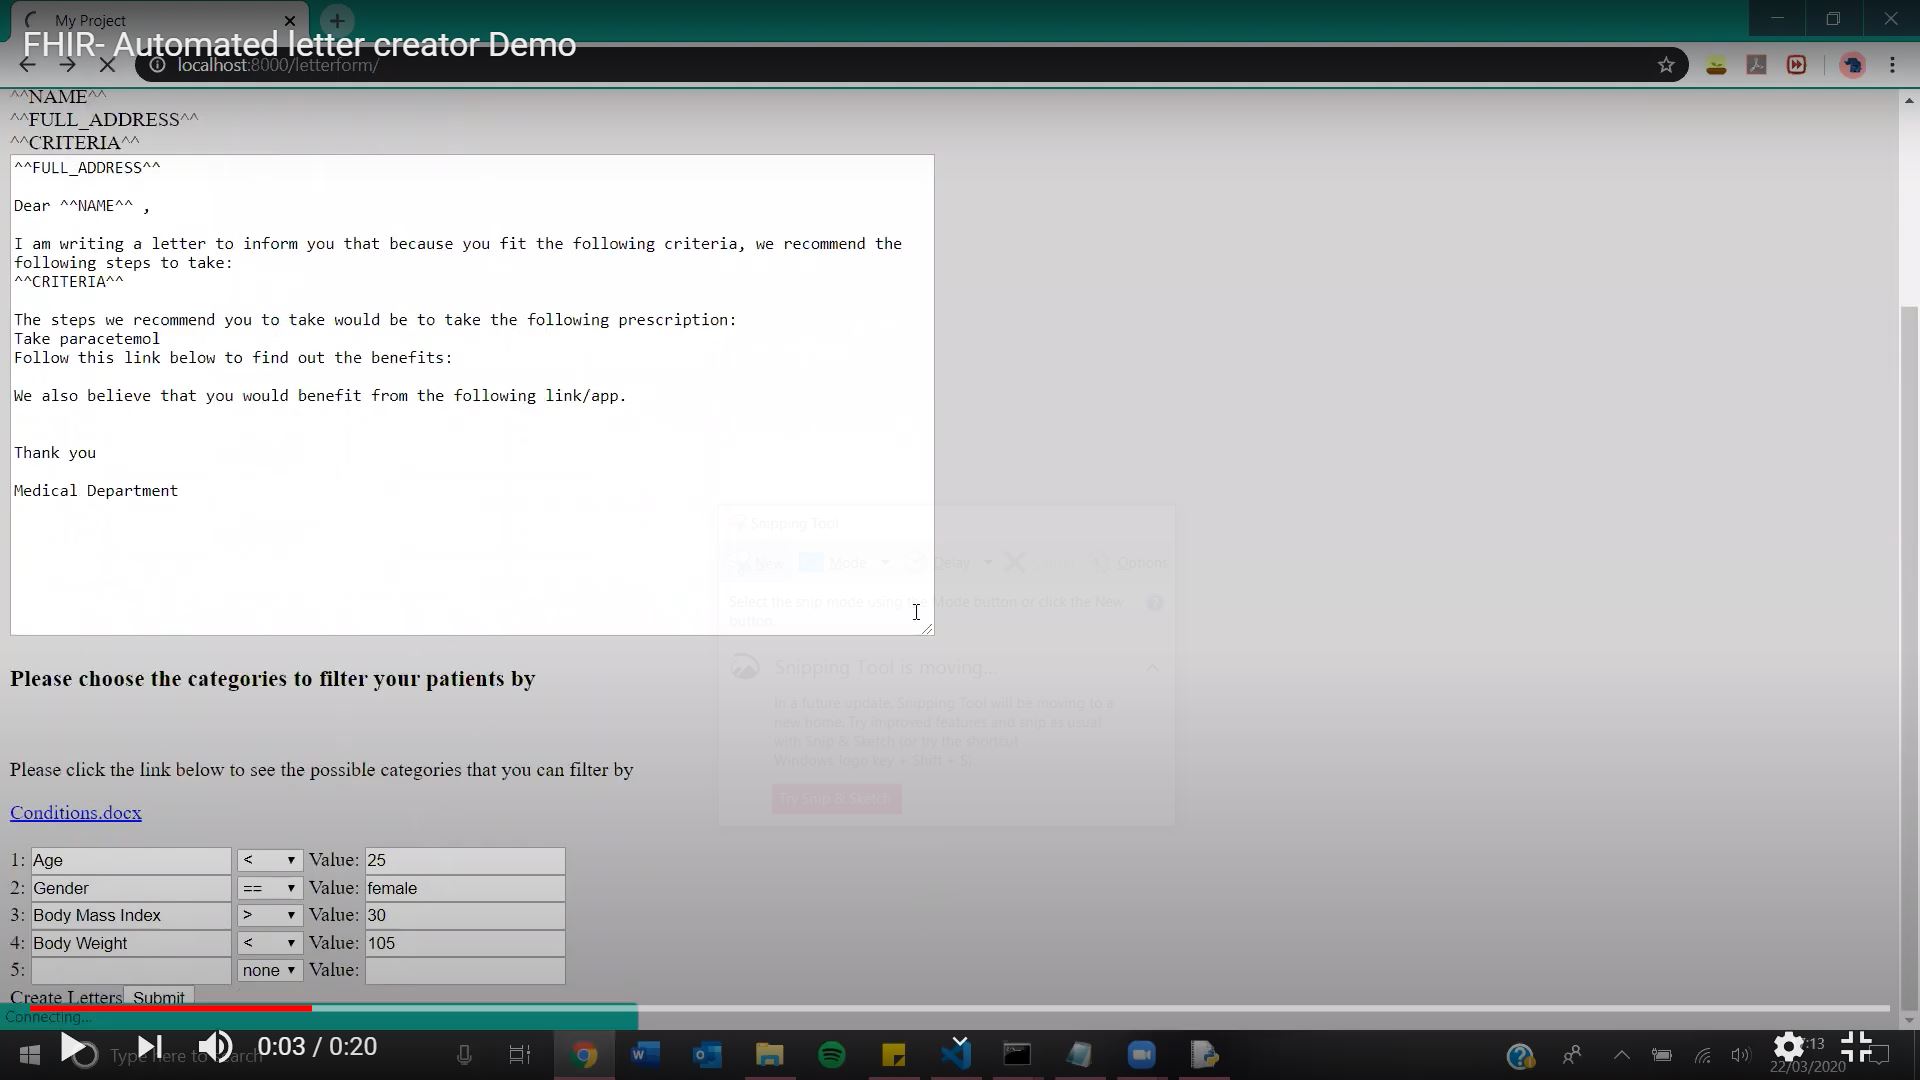 My Project
FHIR- Automated letter creator Demo
localhost:8000/letterform/
^^NAME^^
^^FULL_ADDRESS^^
^^CRITERIA^^
^^FULL_ADDRESS^^
Dear ^^NAME^^ ,
I am writing a letter to inform you that because you fit the following criteria, we recommend the
following steps to take:
^^CRITERIA^^
The steps we recommend you to take would be to take the following prescription:
Take paracetemol
Follow this link below to find out the benefits:
We also believe that you would benefit from the following link/app.
Thank you
Medical Department
Snipping Tool
New Mode Delay Options
Select the snip mode using the Mode button or click the New
button.
Snipping Tool is moving...
In a future update, Snipping Tool will be moving to a
new home. Try improved features and snip as usual
with Snip & Sketch (or try the shortcut
Windows logo key + Shift + S).
Try Snip & Sketch
Please choose the categories to filter your patients by
Please click the link below to see the possible categories that you can filter by
Conditions.docx
1: Age < Value: 25
2: Gender == Value: female
3: Body Mass Index > Value: 30
4: Body Weight < Value: 105
5: none Value:
Create Letters Submit
Connecting...
0:03 / 0:20
Type here to search
:13
22/03/2020